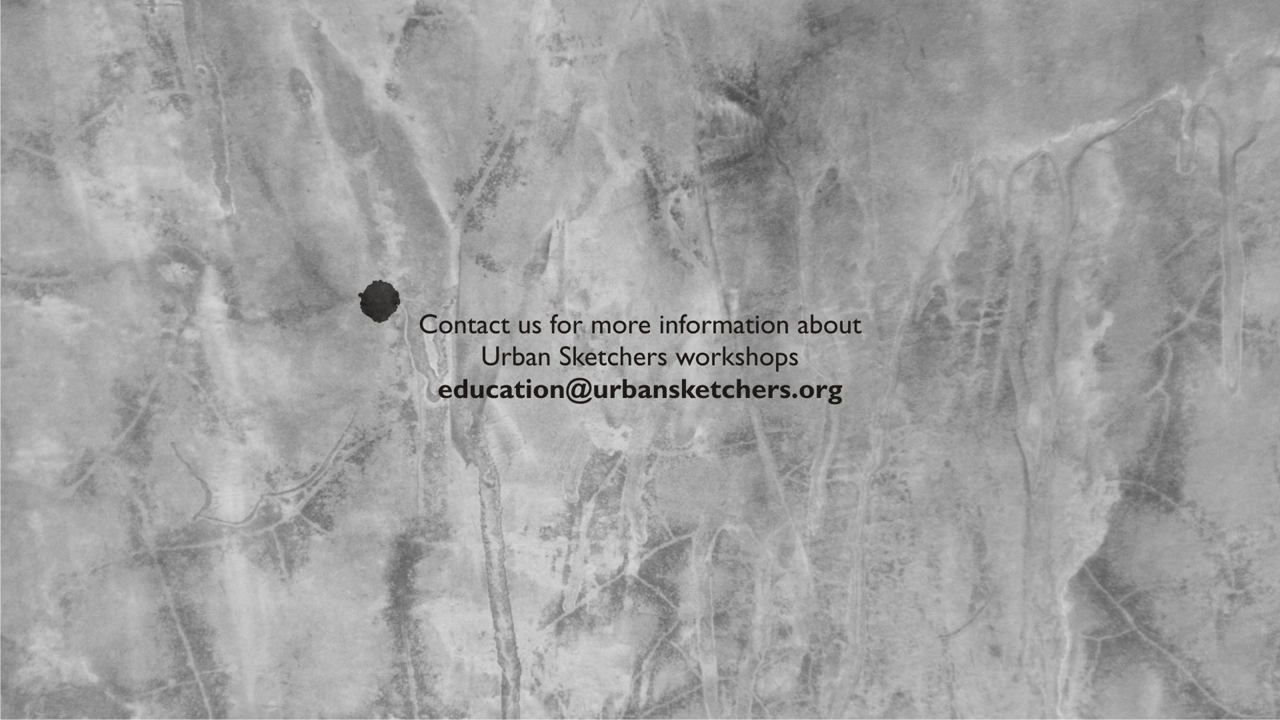 Contact us for more information about
Urban Sketchers workshops
education@urbansketchers.org